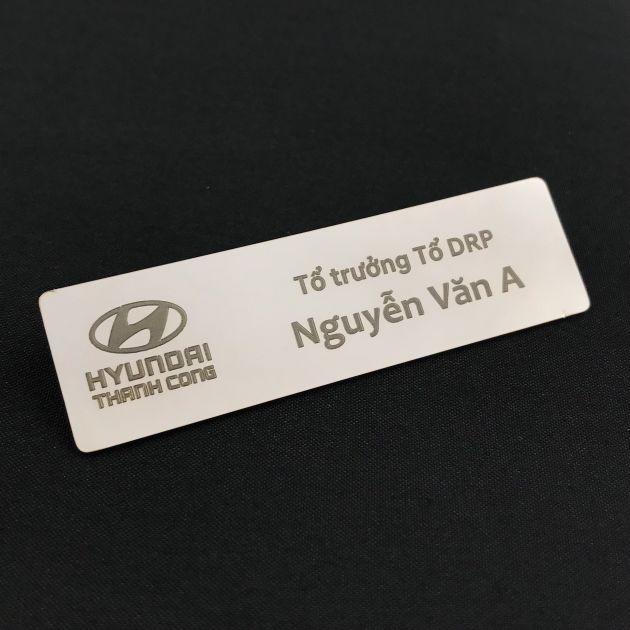 HYUNDAI
THANH CONG
Tổ trưởng Tổ DRP
Nguyễn Văn A